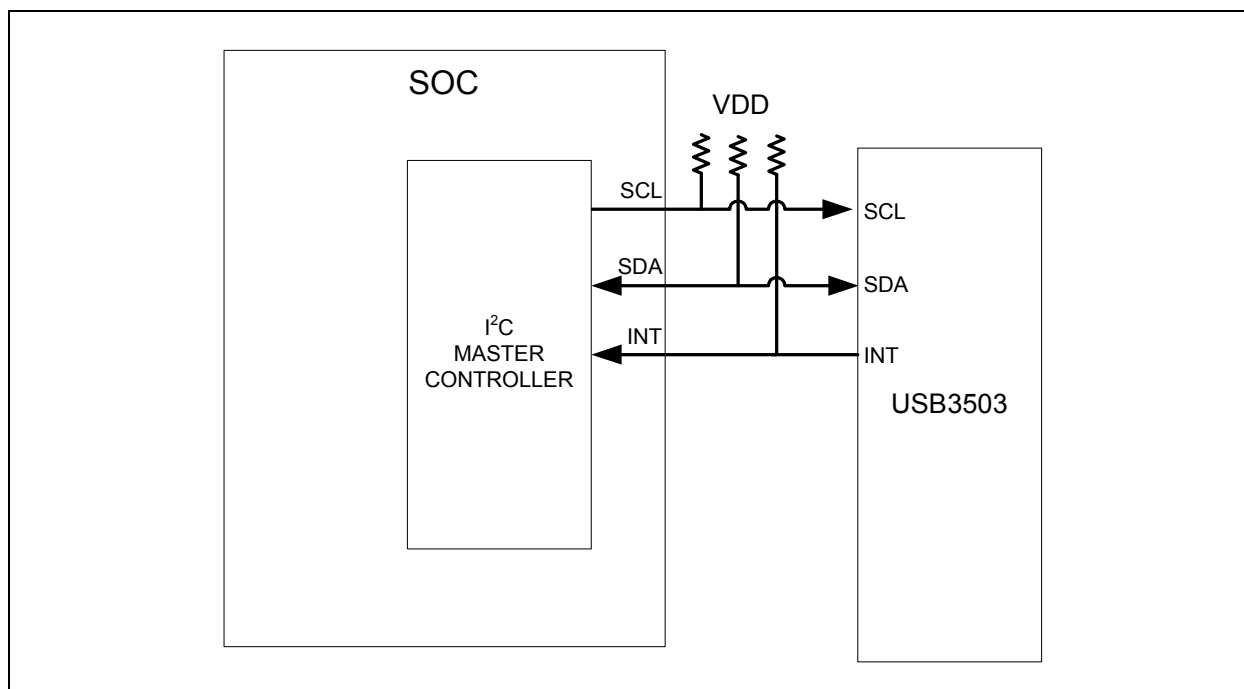 SOC
VDD
SCL
SCL
SDA
SDA
INT
INT
I²C
MASTER
CONTROLLER
USB3503